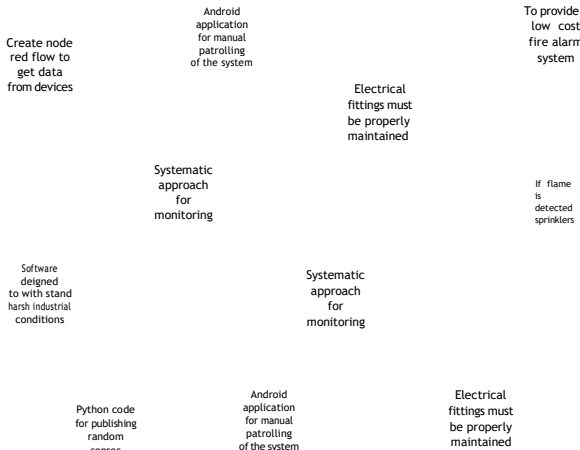 Create node
red flow to
get data
from devices
Android
application
for manual
patrolling
of the system
To provide
low cost
fire alarm
system
Electrical
fittings must
be properly
maintained
Systematic
approach
for
monitoring
If flame
is
detected
sprinklers
Software
deigned
to with stand
harsh industrial
conditions
Systematic
approach
for
monitoring
Python code
for publishing
random
sensor
Android
application
for manual
patrolling
of the system
Electrical
fittings must
be properly
maintained